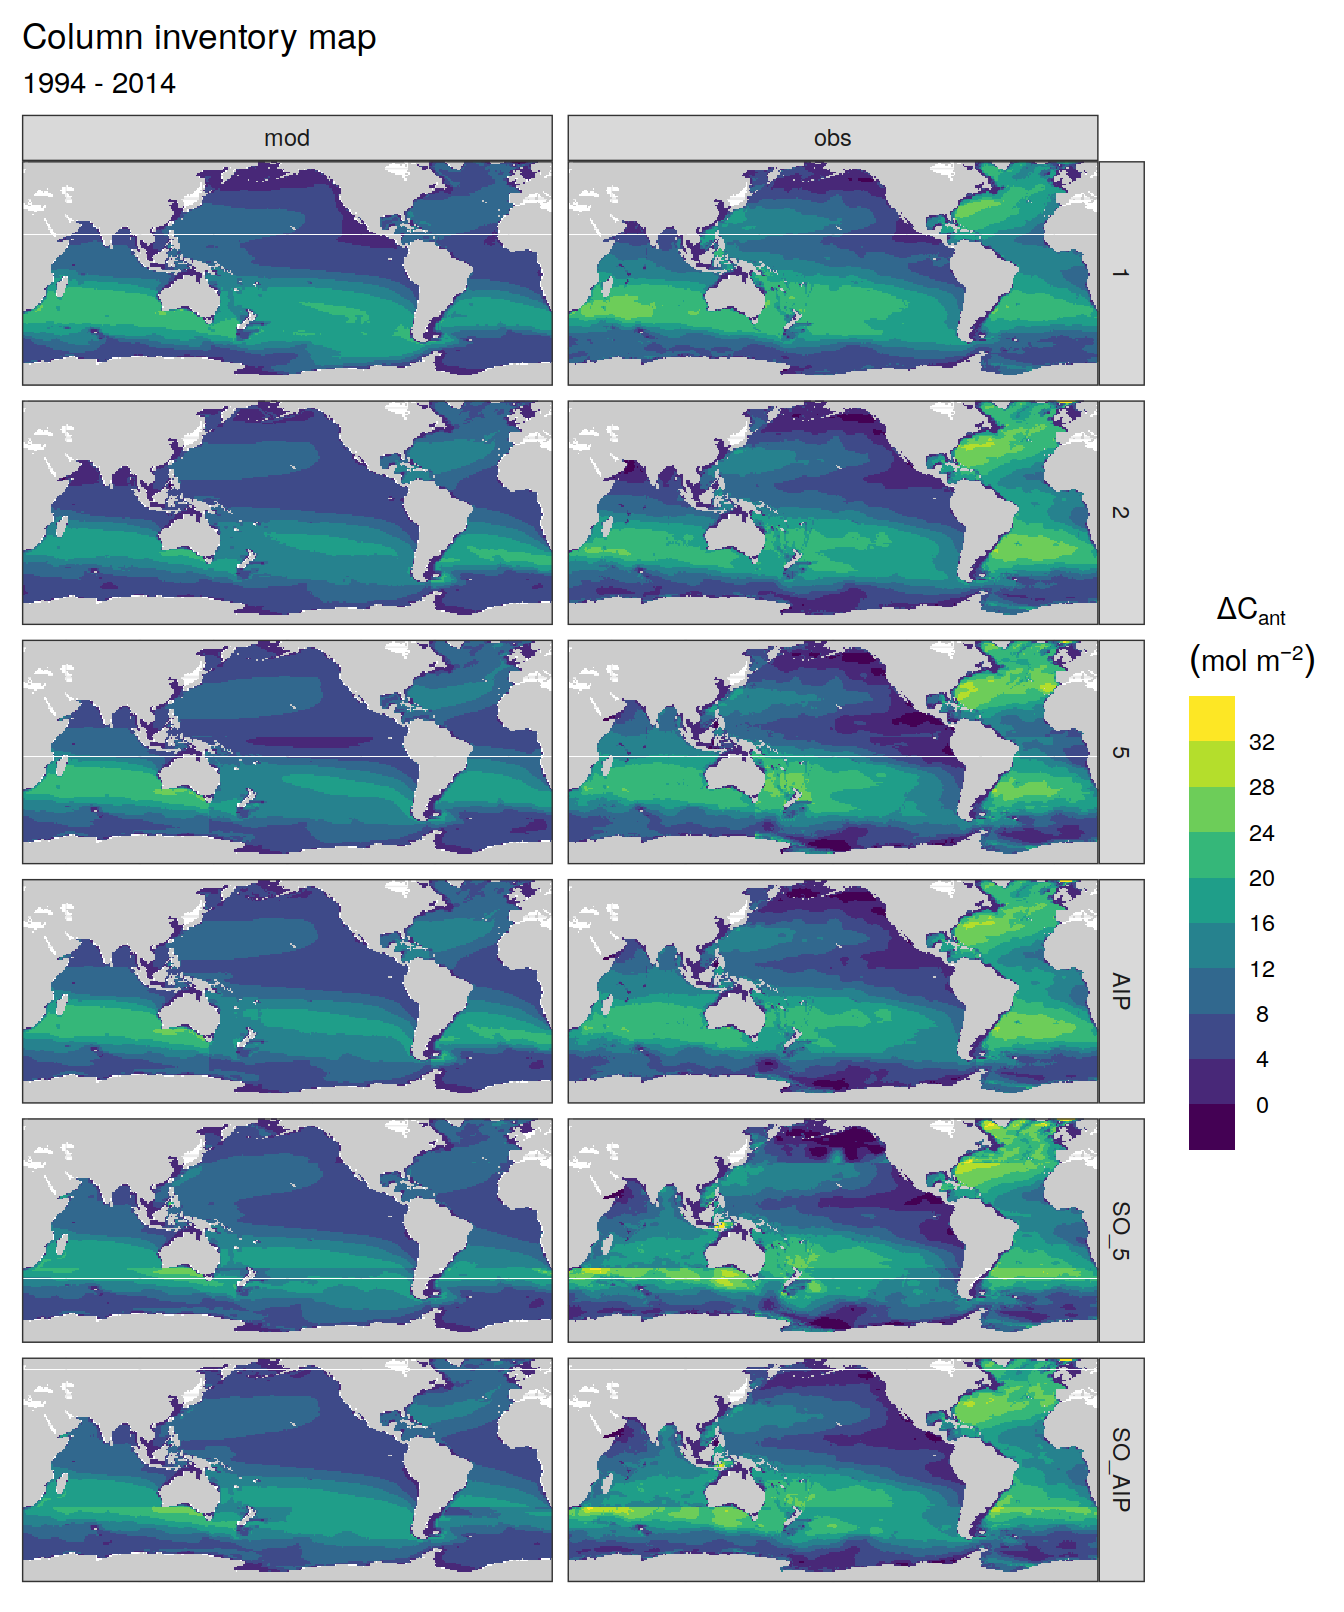 Column inventory map
1994 - 2014
mod
obs
1
2
5
AIP
SO_5
SO_AIP
ΔCant
(mol m−2)
32
28
24
20
16
12
8
4
0